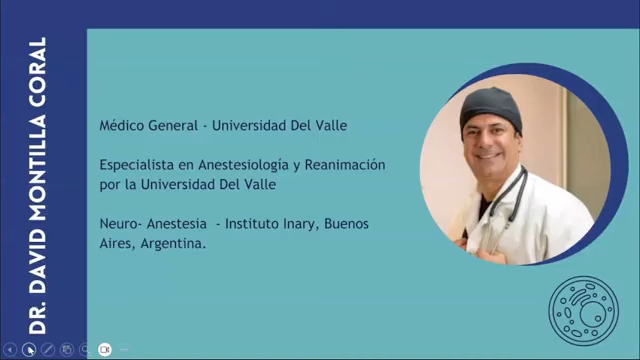 DR. DAVID MONTILLA CORAL
Médico General - Universidad Del Valle
Especialista en Anestesiología y Reanimación
por la Universidad Del Valle
Neuro- Anestesia - Instituto Inary, Buenos
Aires, Argentina.